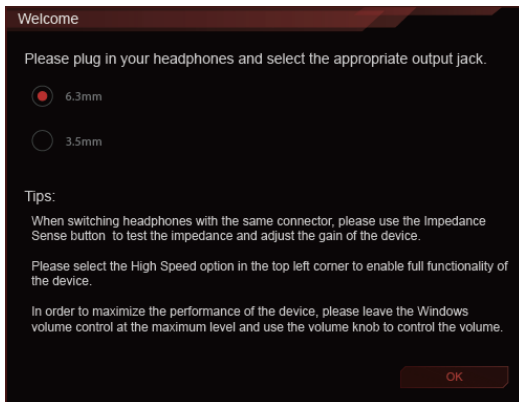 Welcome
Please plug in your headphones and select the appropriate output jack.
6.3mm
3.5mm
Tips:
When switching headphones with the same connector, please use the Impedance
Sense button to test the impedance and adjust the gain of the device.
Please select the High Speed option in the top left corner to enable full functionality of
the device.
In order to maximize the performance of the device, please leave the Windows
volume control at the maximum level and use the volume knob to control the volume.
OK